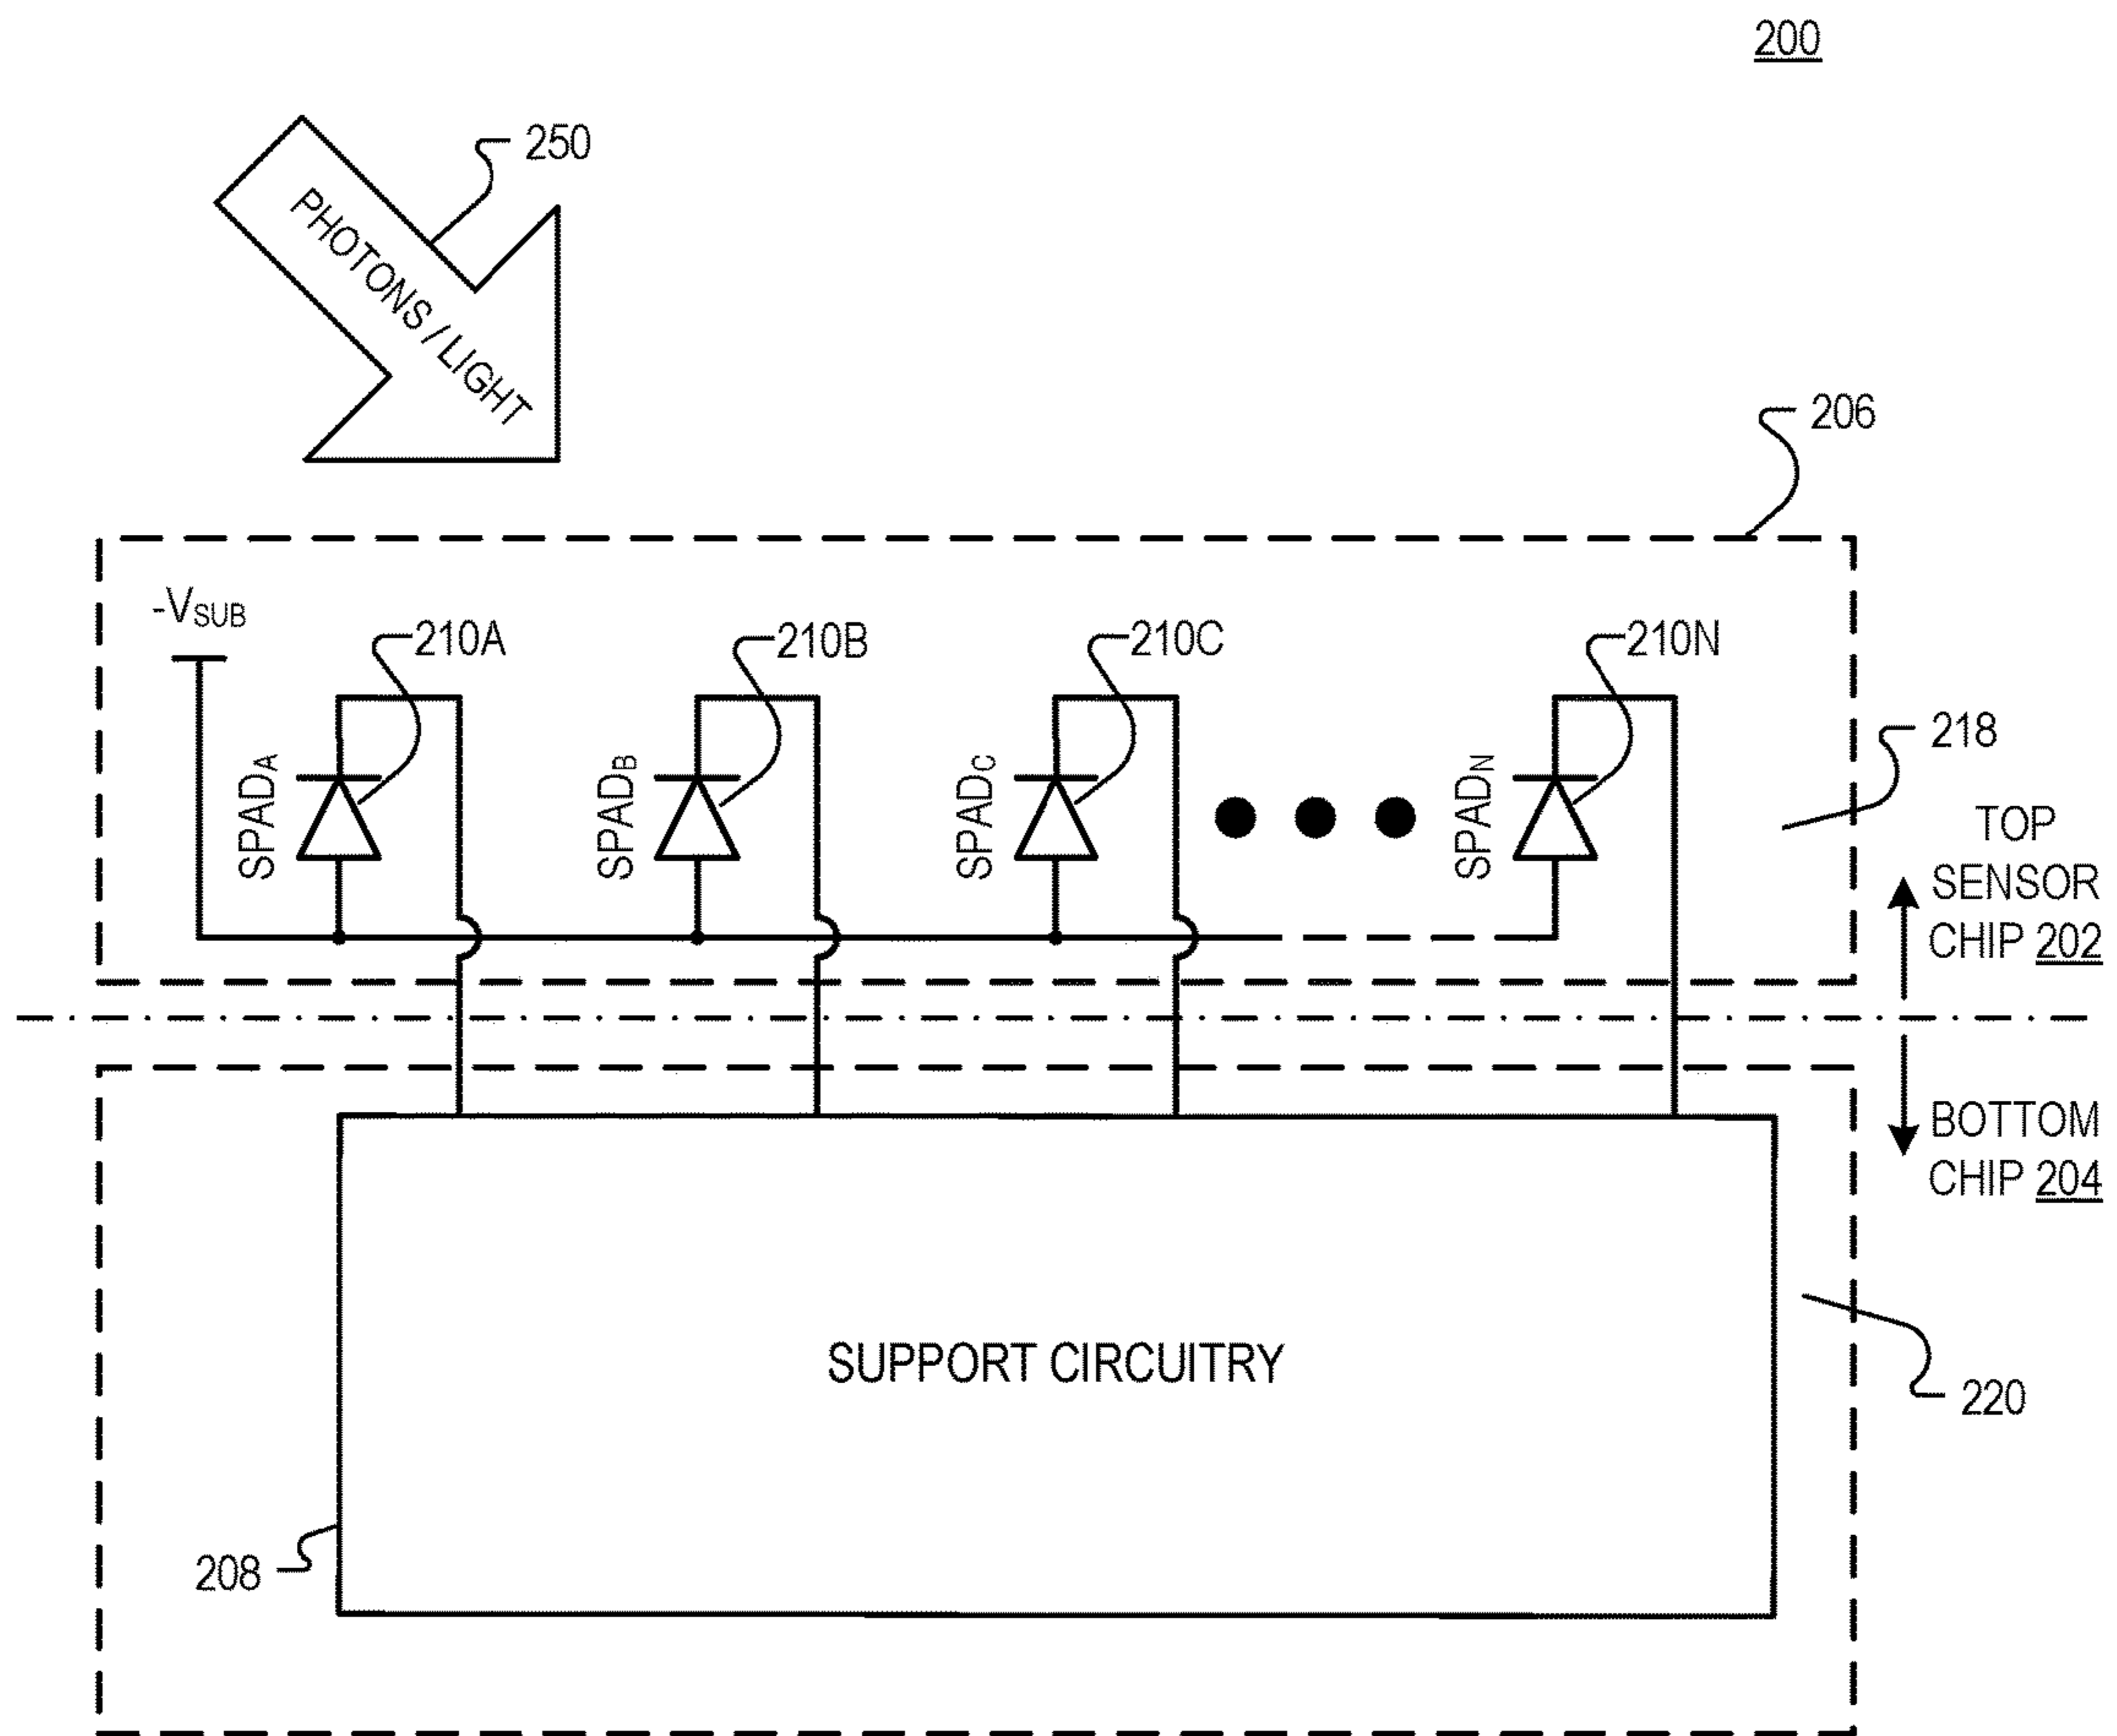 200
250
PHOTONS / LIGHT
206
-VSUB
210A
210B
210C
210N
218
SPADA
SPADB
SPADC
SPADN
TOP
SENSOR
CHIP 202
BOTTOM
CHIP 204
SUPPORT CIRCUITRY
220
208